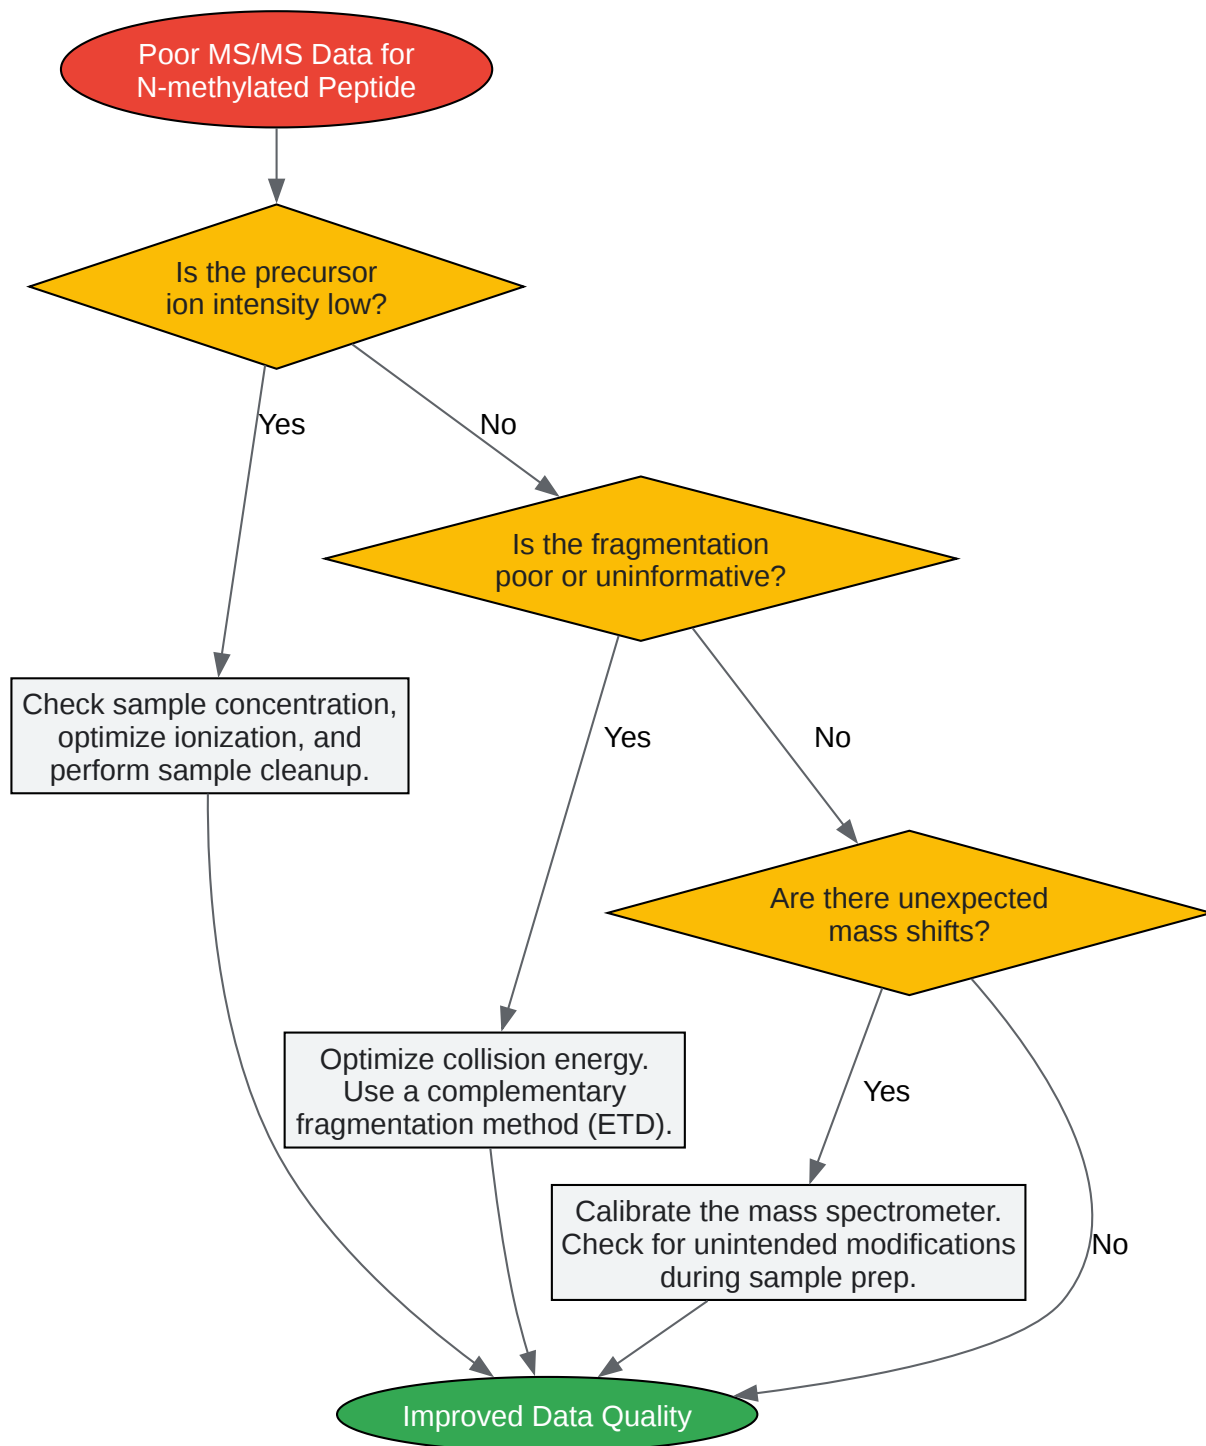 Poor MS/MS Data for
N-methylated Peptide
Is the precursor
ion intensity low?
Yes
No
Is the fragmentation
poor or uninformative?
Check sample concentration,
optimize ionization, and
perform sample cleanup.
Yes
No
Are there unexpected
mass shifts?
Optimize collision energy.
Use a complementary
fragmentation method (ETD).
Yes
Calibrate the mass spectrometer.
Check for unintended modifications
during sample prep.
No
Improved Data Quality